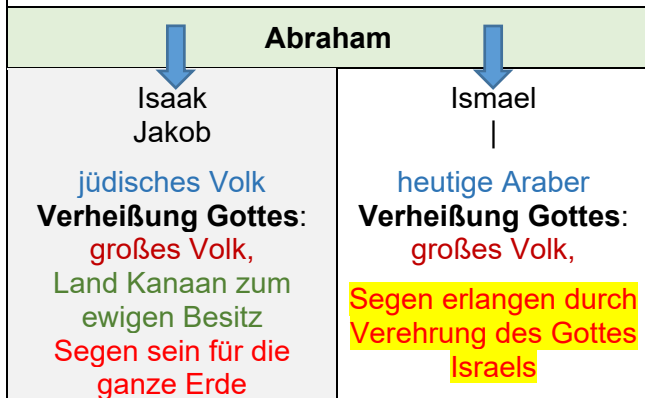 Abraham
Isaak
Jakob
jüdisches Volk
Verheißung Gottes:
großes Volk,
Land Kanaan zum
ewigen Besitz
Segen sein für die
ganze Erde
Ismael
|
heutige Araber
Verheißung Gottes:
großes Volk,
Segen erlangen durch
Verehrung des Gottes
Israels